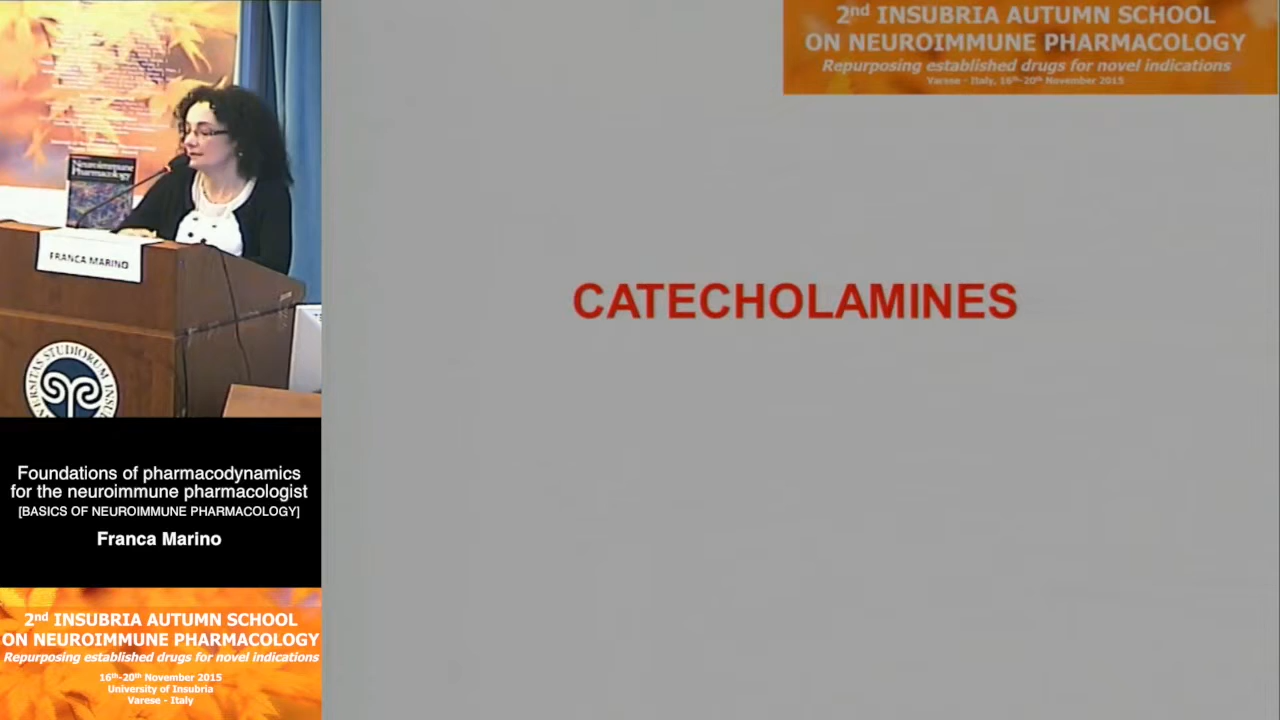 2nd INSUBRIA AUTUMN SCHOOL
ON NEUROIMMUNE PHARMACOLOGY
Repurposing established drugs for novel indications
Varese - Italy, 16th-20th November 2015
CATECHOLAMINES
Neuroimmune
Pharmacology
FRANCA MARINO
Foundations of pharmacodynamics
for the neuroimmune pharmacologist
[BASICS OF NEUROIMMUNE PHARMACOLOGY]
Franca Marino
2nd INSUBRIA AUTUMN SCHOOL
ON NEUROIMMUNE PHARMACOLOGY
Repurposing established drugs for novel indications
16th-20th November 2015
University of Insubria
Varese - Italy